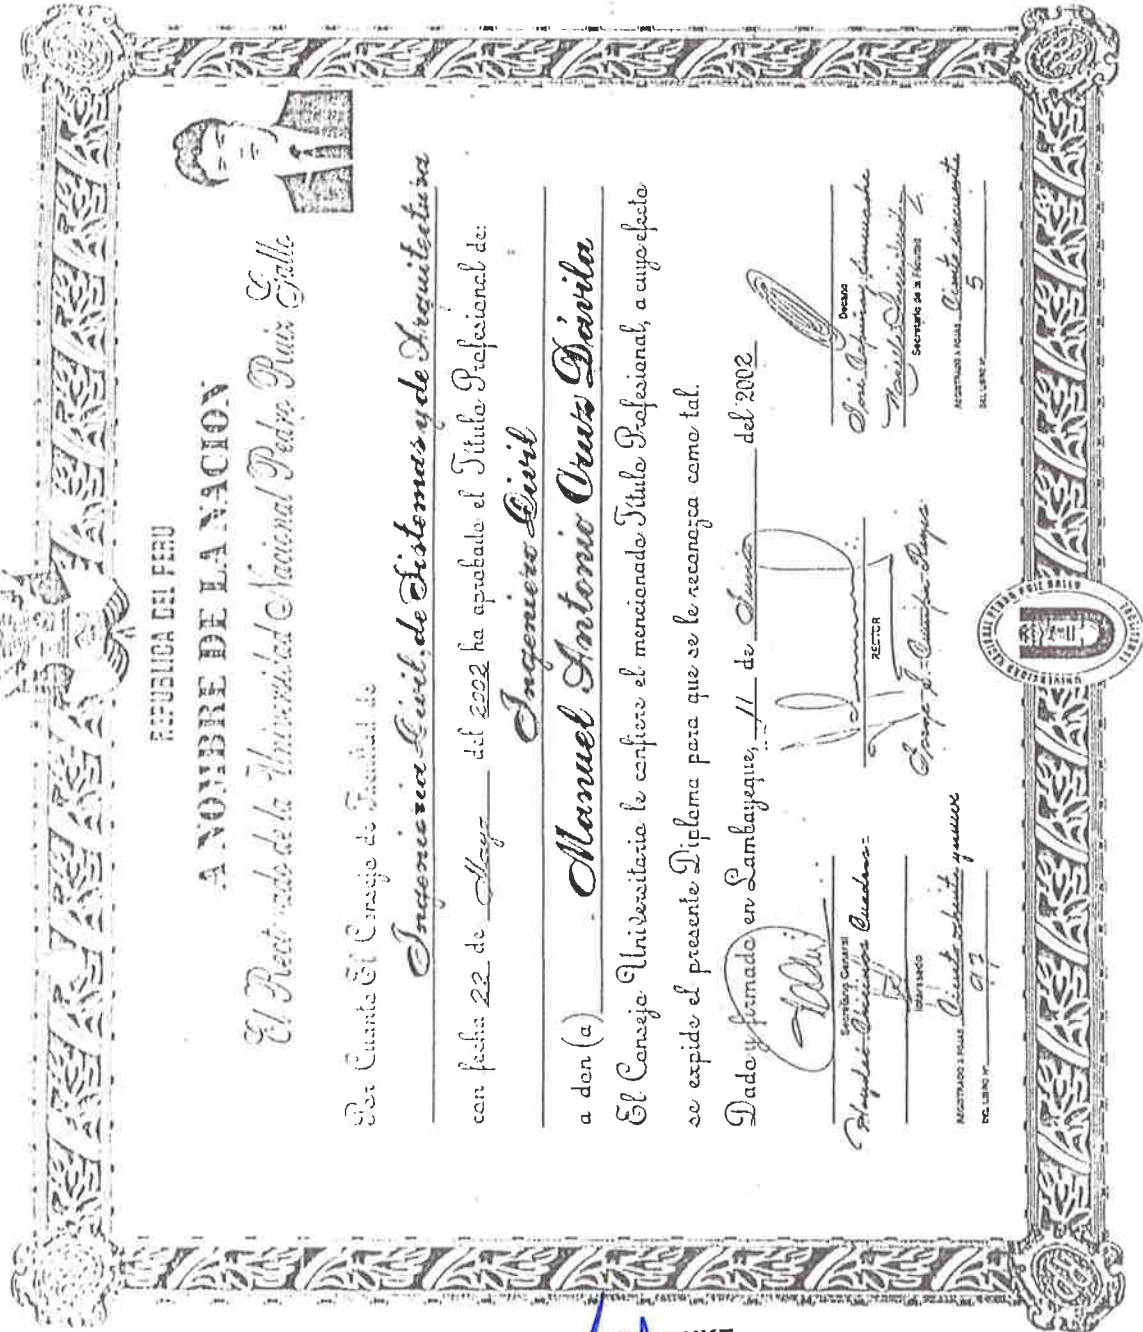 REPUBLICA DEL PERU
A NOMBRE DE LA NACION
El Rectorado de la Universidad Nacional Pedro Ruiz Gallo
Por Cuanto El Consejo de Facultad de
Ingeniería Civil, de Sistemas y de Arquitectura
con fecha 22 de Mayo del 2002 ha aprobado el Título Profesional de:
Ingeniero Civil
a don (a) Manuel Antonio Cruz Dávila
El Consejo Universitario le confiere el mencionado Título Profesional, a cuyo efecto
se expide el presente Diploma para que se le reconozca como tal.
Dado y firmado en Lambayeque, 11 de Junio del 2002
Secretario General
RECTOR
Decano
Interesado
Secretario de la Facultad
REGISTRADO A FOJAS Ciento ochenta y nueve
DEL LIBRO Nº
REGISTRADO A FOJAS Ciento cincuenta
DEL LIBRO Nº 5
UNIVERSIDAD NACIONAL PEDRO RUIZ GALLO